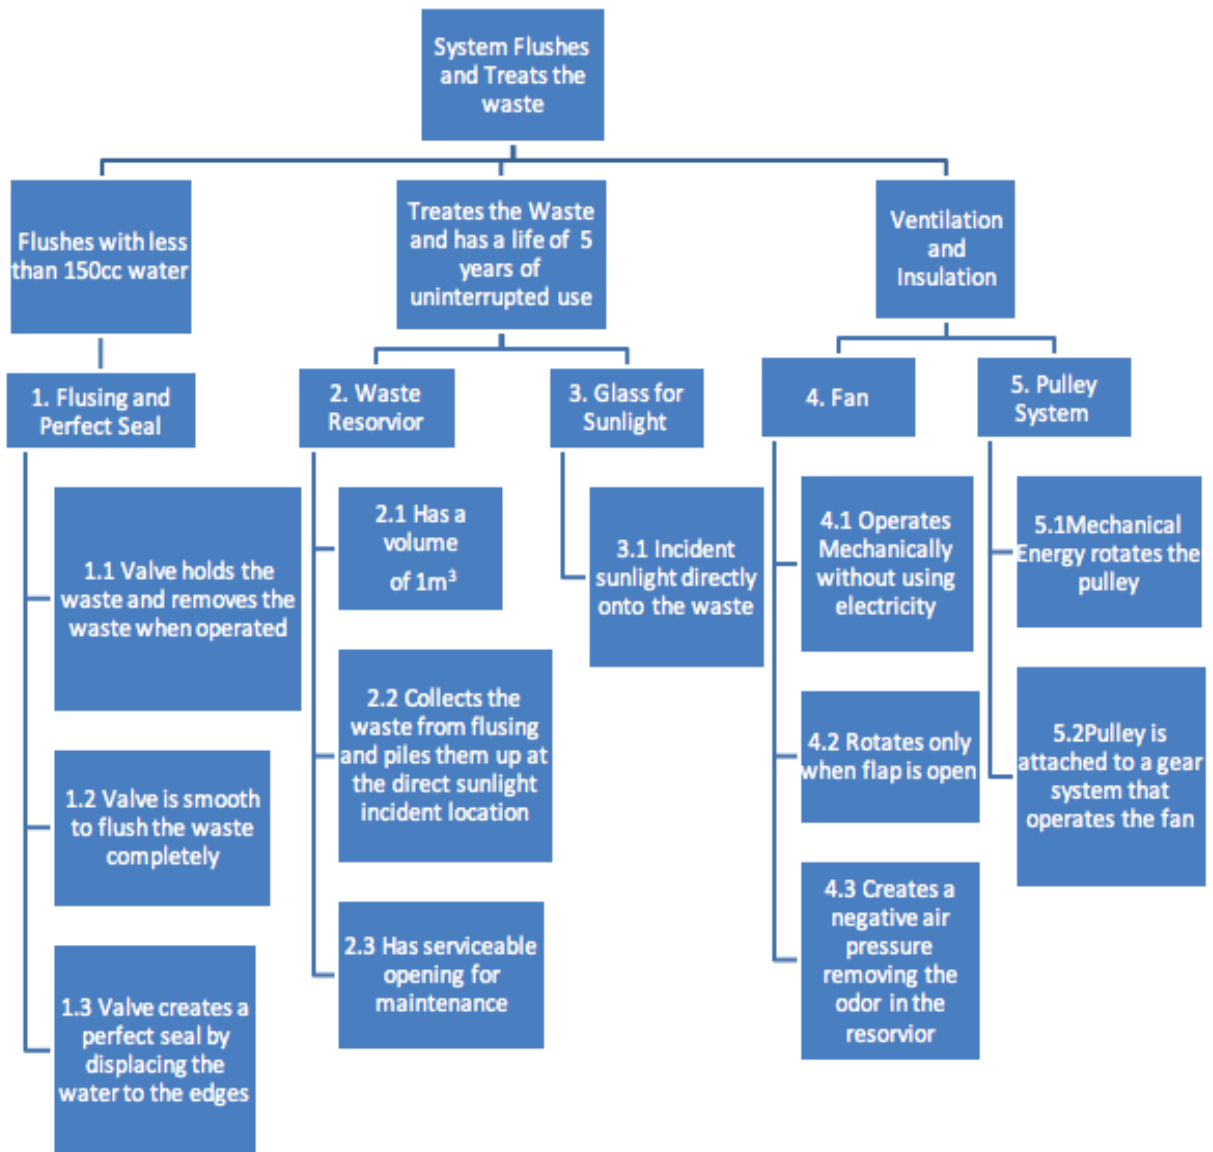 System Flushes
and Treats the
waste
Flushes with less
than 150cc water
Treates the Waste
and has a life of 5
years of
uninterrupted use
Ventilation
and
Insulation
1. Flusing and
Perfect Seal
2. Waste
Resorvior
3. Glass for
Sunlight
4. Fan
5. Pulley
System
1.1 Valve holds the
waste and removes the
waste when operated
1.2 Valve is smooth
to flush the waste
completely
1.3 Valve creates a
perfect seal by
displacing the
water to the edges
2.1 Has a
volume
of 1m³
2.2 Collects the
waste from flusing
and piles them up at
the direct sunlight
incident location
2.3 Has serviceable
opening for
maintenance
3.1 Incident
sunlight directly
onto the waste
4.1 Operates
Mechanically
without using
electricity
4.2 Rotates only
when flap is open
4.3 Creates a
negative air
pressure
removing the
odor in the
resorvior
5.1Mechanical
Energy rotates the
pulley
5.2Pulley is
attached to a gear
system that
operates the fan